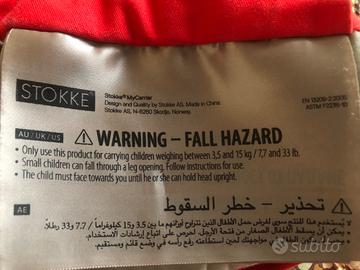 STOKKE
Stokke® MyCarrier
Design and Quality by Stokke AS. Made in China.
Stokke AS, N-6260 Skodje, Norway.
EN 13209-2:2005
ASTM F2236-10
AU / UK / US
WARNING – FALL HAZARD
• Only use this product for carrying children weighing between 3,5 and 15 kg / 7,7 and 33 lb.
• Small children can fall through a leg opening. Follow instructions for use.
• The child must face towards you until he or she can hold head upright.
AE
تحذير - خطر السقوط
subito